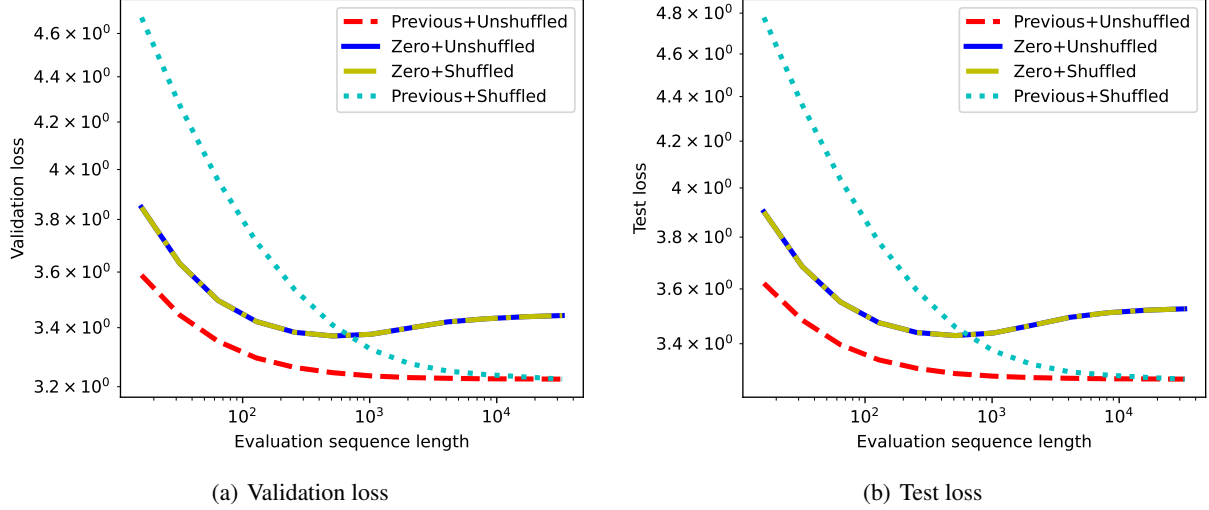 4.6 × 10⁰
4.4 × 10⁰
4.2 × 10⁰
4 × 10⁰
3.8 × 10⁰
3.6 × 10⁰
3.4 × 10⁰
3.2 × 10⁰
Validation loss
Previous+Unshuffled
Zero+Unshuffled
Zero+Shuffled
Previous+Shuffled
10² 10³ 10⁴
Evaluation sequence length
(a) Validation loss
4.8 × 10⁰
4.6 × 10⁰
4.4 × 10⁰
4.2 × 10⁰
4 × 10⁰
3.8 × 10⁰
3.6 × 10⁰
3.4 × 10⁰
Test loss
Previous+Unshuffled
Zero+Unshuffled
Zero+Shuffled
Previous+Shuffled
10² 10³ 10⁴
Evaluation sequence length
(b) Test loss